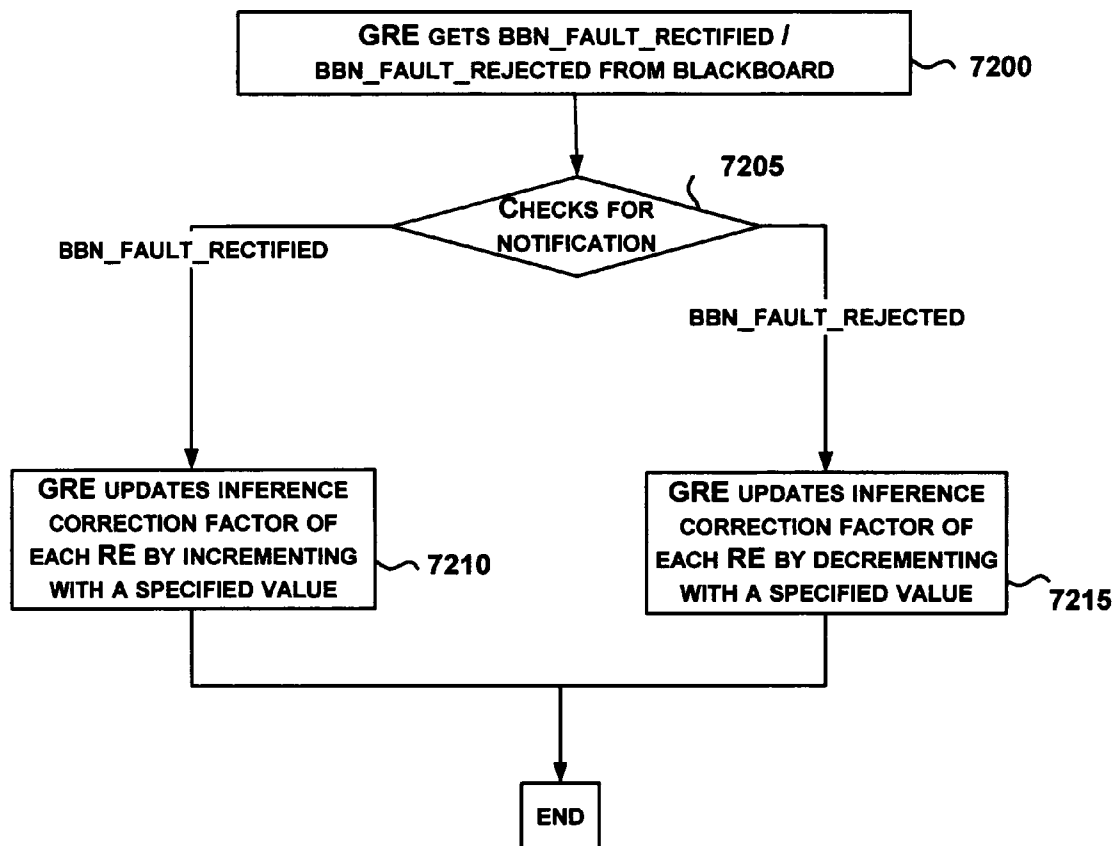 GRE GETS BBN_FAULT_RECTIFIED /
BBN_FAULT_REJECTED FROM BLACKBOARD
7200
7205
CHECKS FOR
NOTIFICATION
BBN_FAULT_RECTIFIED
BBN_FAULT_REJECTED
GRE UPDATES INFERENCE
CORRECTION FACTOR OF
EACH RE BY INCREMENTING
WITH A SPECIFIED VALUE
7210
GRE UPDATES INFERENCE
CORRECTION FACTOR OF
EACH RE BY DECREMENTING
WITH A SPECIFIED VALUE
7215
END